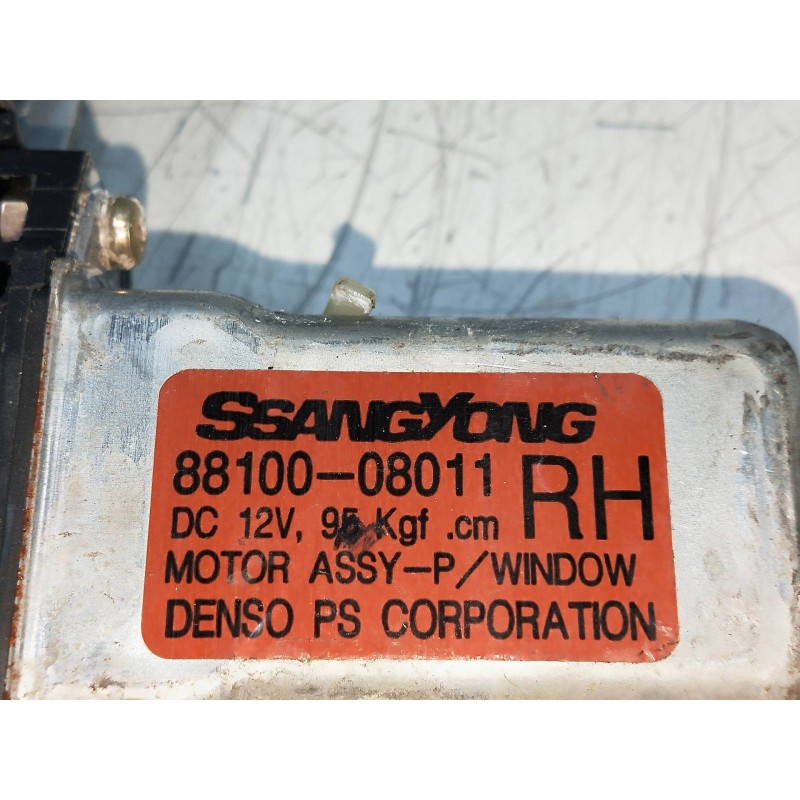 SSANGYONG
88100-08011 RH
DC 12V, 95 Kgf .cm
MOTOR ASSY-P/WINDOW
DENSO PS CORPORATION